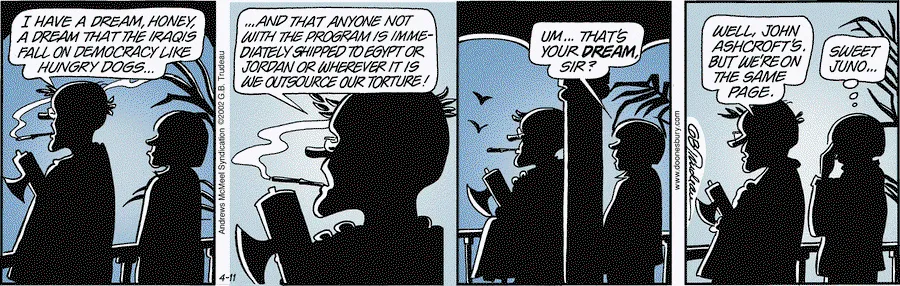 I HAVE A DREAM, HONEY,
A DREAM THAT THE IRAQIS
FALL ON DEMOCRACY LIKE
HUNGRY DOGS...
...AND THAT ANYONE NOT
WITH THE PROGRAM IS IMME-
DIATELY SHIPPED TO EGYPT OR
JORDAN OR WHEREVER IT IS
WE OUTSOURCE OUR TORTURE!
Andrews McMeel Syndication ©2002 G.B. Trudeau
4-11
UM... THAT'S
YOUR DREAM,
SIR?
www.doonesbury.com
WELL, JOHN
ASHCROFT'S.
BUT WE'RE ON
THE SAME
PAGE.
SWEET
JUNO...
GBTrudeau